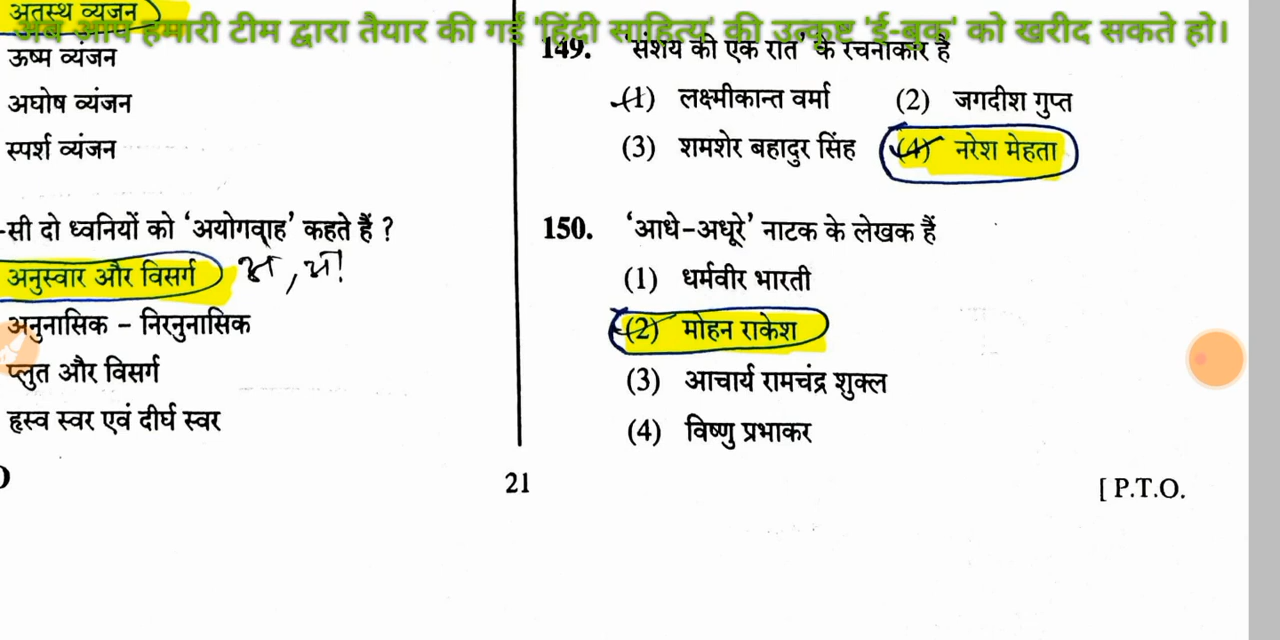 अब आप हमारी टीम द्वारा तैयार की गई 'हिंदी साहित्य' की उत्कृष्ट 'ई-बुक' को खरीद सकते हो।
अंतस्थ व्यंजन
ऊष्म व्यंजन
अघोष व्यंजन
स्पर्श व्यंजन
-सी दो ध्वनियों को ‘अयोगवाह’ कहते हैं ?
अनुस्वार और विसर्ग
अनुनासिक – निरनुनासिक
प्लुत और विसर्ग
हृस्व स्वर एवं दीर्घ स्वर
149. ‘संशय की एक रात’ के रचनाकार हैं
(1) लक्ष्मीकान्त वर्मा (2) जगदीश गुप्त
(3) शमशेर बहादुर सिंह (4) नरेश मेहता
150. ‘आधे-अधूरे’ नाटक के लेखक हैं
(1) धर्मवीर भारती
(2) मोहन राकेश
(3) आचार्य रामचंद्र शुक्ल
(4) विष्णु प्रभाकर
21
[ P.T.O.